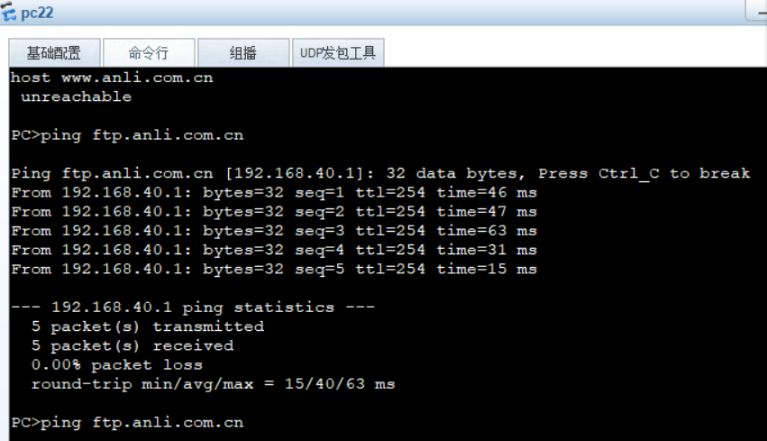 pc22
基础配置 命令行 组播 UDP发包工具
host www.anli.com.cn
unreachable
PC>ping ftp.anli.com.cn
Ping ftp.anli.com.cn [192.168.40.1]: 32 data bytes, Press Ctrl_C to break
From 192.168.40.1: bytes=32 seq=1 ttl=254 time=46 ms
From 192.168.40.1: bytes=32 seq=2 ttl=254 time=47 ms
From 192.168.40.1: bytes=32 seq=3 ttl=254 time=63 ms
From 192.168.40.1: bytes=32 seq=4 ttl=254 time=31 ms
From 192.168.40.1: bytes=32 seq=5 ttl=254 time=15 ms
--- 192.168.40.1 ping statistics ---
5 packet(s) transmitted
5 packet(s) received
0.00% packet loss
round-trip min/avg/max = 15/40/63 ms
PC>ping ftp.anli.com.cn